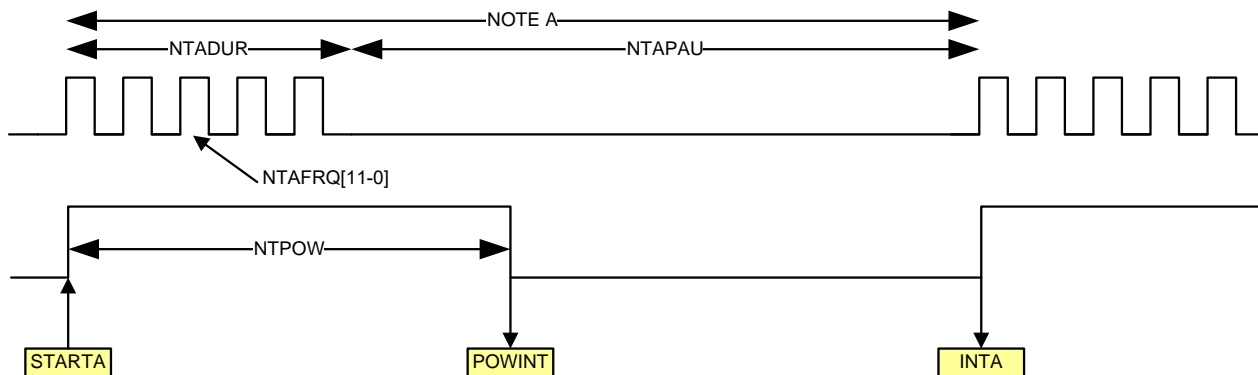 NOTE A
NTADUR
NTAPAU
NTAFRQ[11-0]
NTPOW
STARTA
POWINT
INTA